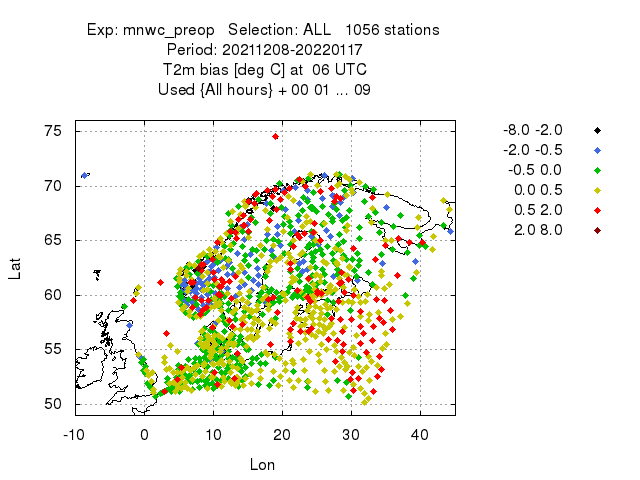 Exp: mnwc_preop   Selection: ALL   1056 stations
Period: 20211208-20220117
T2m bias [deg C] at  06 UTC
Used {All hours} + 00 01 ... 09
-8.0 -2.0
-2.0 -0.5
-0.5 0.0
0.0 0.5
0.5 2.0
2.0 8.0
75
70
65
60
55
50
Lat
-10 0 10 20 30 40
Lon